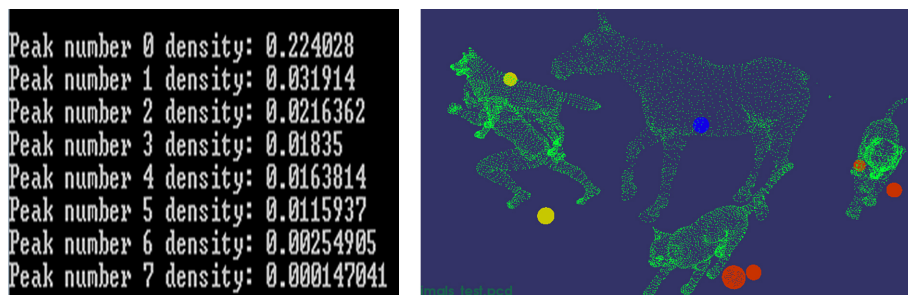 Peak number 0 density: 0.224028
Peak number 1 density: 0.031914
Peak number 2 density: 0.0216362
Peak number 3 density: 0.01835
Peak number 4 density: 0.0163814
Peak number 5 density: 0.0115937
Peak number 6 density: 0.00254905
Peak number 7 density: 0.000147041
imals_test.pcd